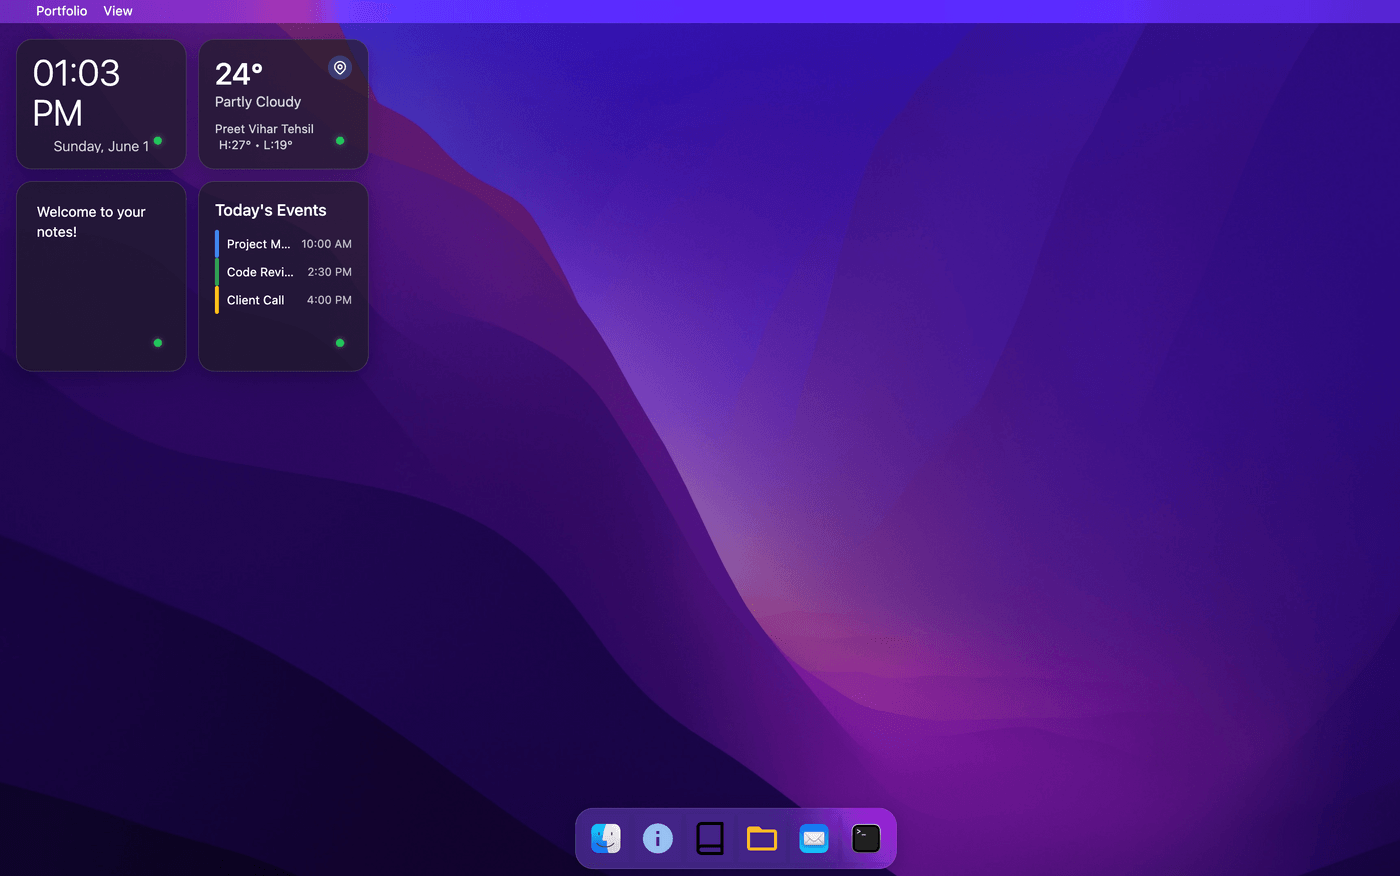 Portfolio View
01:03
PM
Sunday, June 1
24°
Partly Cloudy
Preet Vihar Tehsil
H:27° • L:19°
Welcome to your
notes!
Today's Events
Project M... 10:00 AM
Code Revi... 2:30 PM
Client Call 4:00 PM
>_